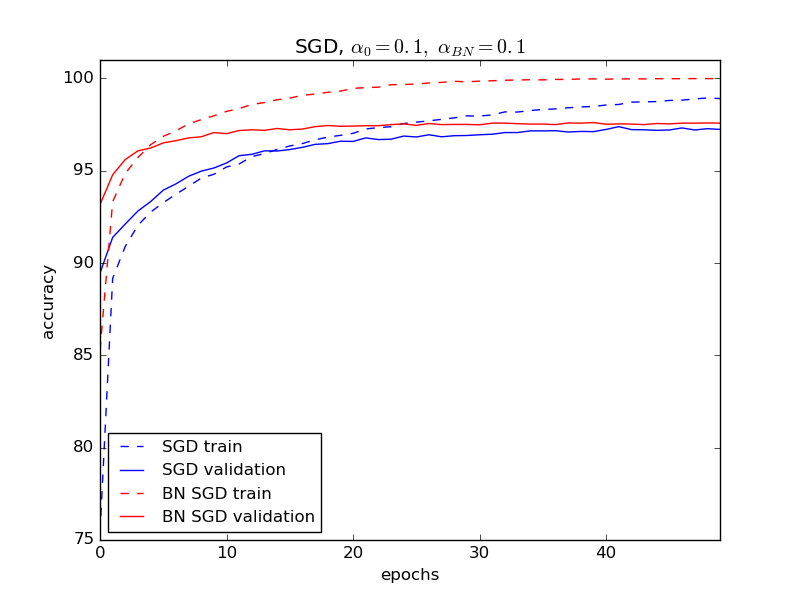 SGD, α₀ = 0.1, α_BN = 0.1
100
95
90
85
80
75
accuracy
SGD train
SGD validation
BN SGD train
BN SGD validation
0 10 20 30 40
epochs